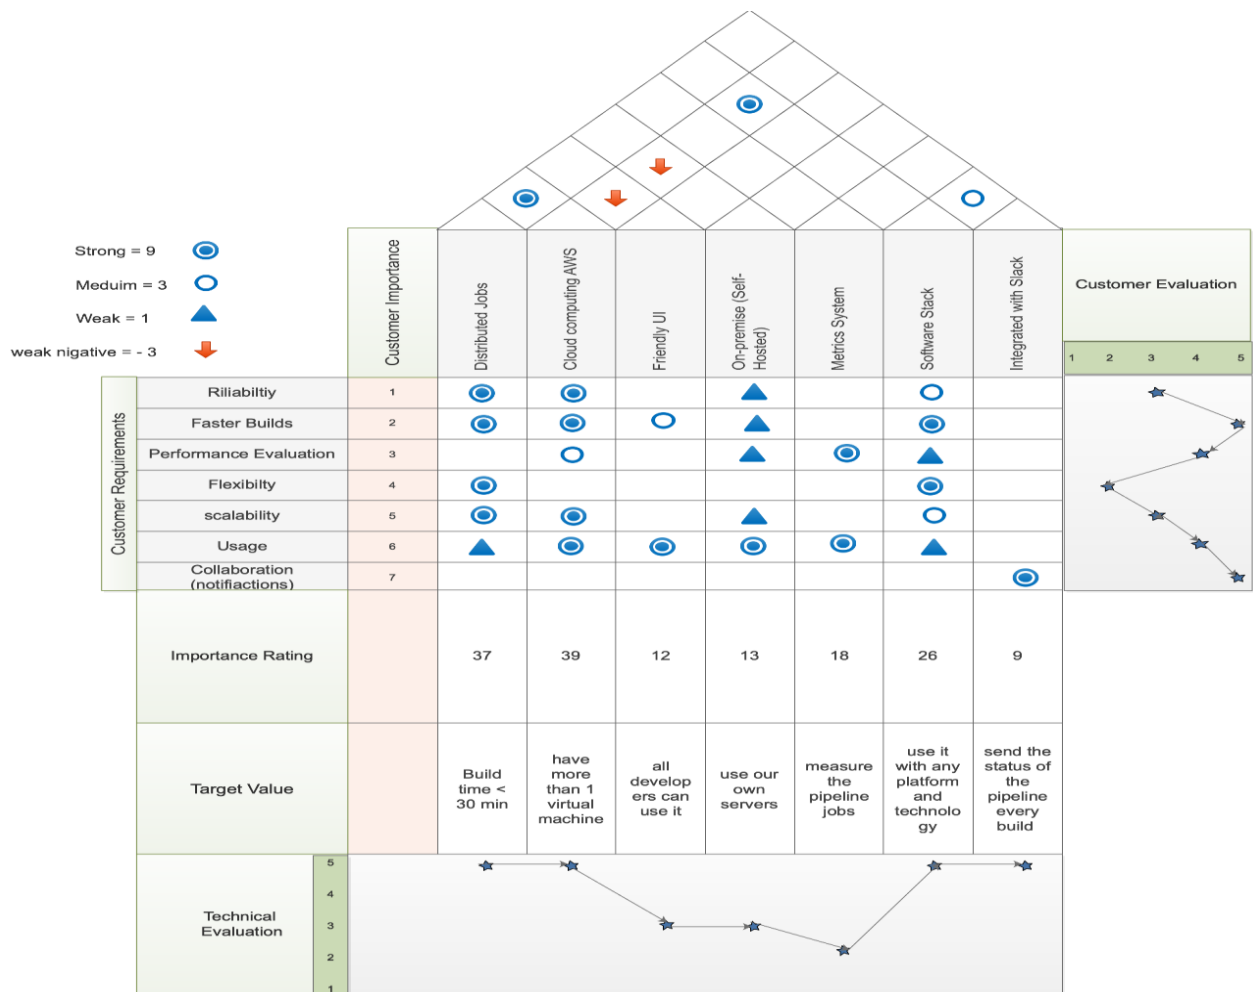 Strong = 9
Meduim = 3
Weak = 1
weak nigative = - 3
Customer Importance
Distributed Jobs
Cloud computing AWS
Friendly UI
On-premise (Self-
Hosted)
Metrics System
Software Stack
Integrated with Slack
Customer Evaluation
1 2 3 4 5
Customer Requirements
Riliabiltiy 1
Faster Builds 2
Performance Evaluation 3
Flexibilty 4
scalability 5
Usage 6
Collaboration
(notifiactions) 7
Importance Rating 37 39 12 13 18 26 9
Target Value
Build
time <
30 min
have
more
than 1
virtual
machine
all
develop
ers can
use it
use our
own
servers
measure
the
pipeline
jobs
use it
with any
platform
and
technolo
gy
send the
status of
the
pipeline
every
build
Technical
Evaluation
5
4
3
2
1